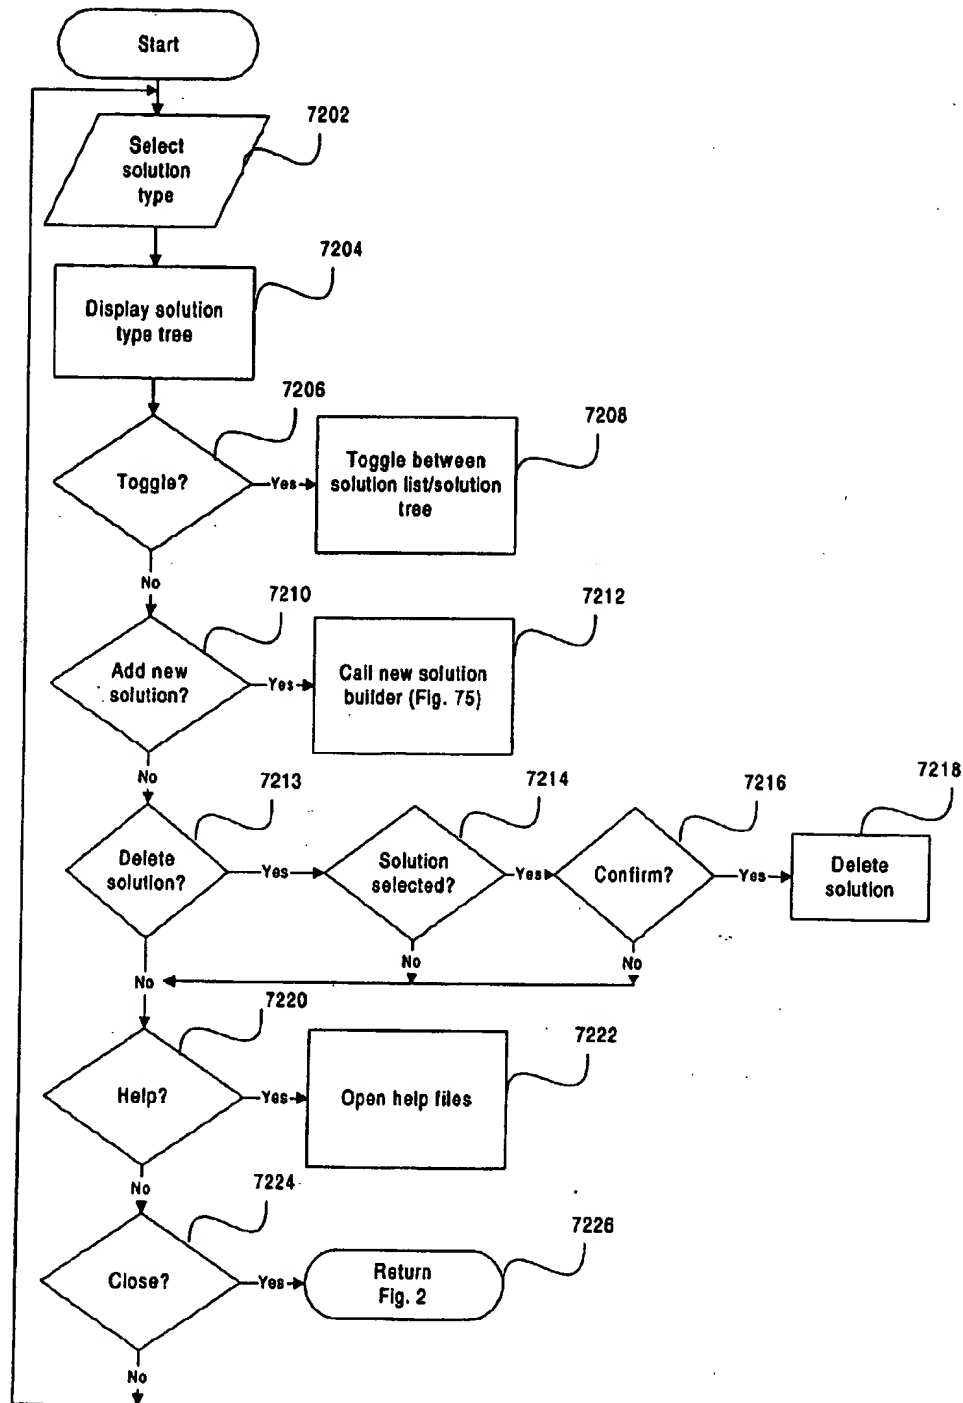 Start
7202
Select
solution
type
7204
Display solution
type tree
7206
Toggle?
Yes
7208
Toggle between
solution list/solution
tree
No
7210
Add new
solution?
Yes
7212
Call new solution
builder (Fig. 75)
No
7213
Delete
solution?
Yes
7214
Solution
selected?
Yes
7216
Confirm?
Yes
7218
Delete
solution
No
No
No
7220
Help?
Yes
7222
Open help files
No
7224
Close?
Yes
7226
Return
Fig. 2
No